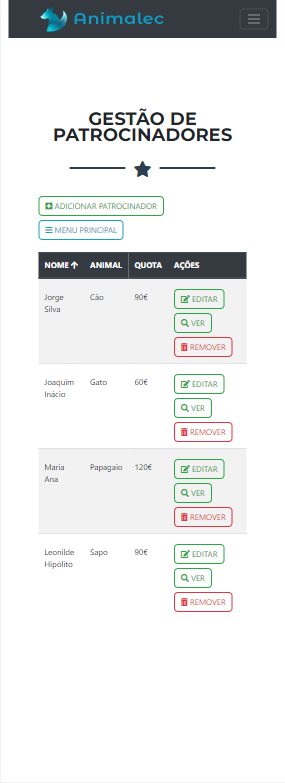 Animalec
GESTÃO DE
PATROCINADORES
ADICIONAR PATROCINADOR
MENU PRINCIPAL
NOME ANIMAL QUOTA AÇÕES
Jorge Silva Cão 90€ EDITAR
VER
REMOVER
Joaquim Inácio Gato 60€ EDITAR
VER
REMOVER
Maria Ana Papagaio 120€ EDITAR
VER
REMOVER
Leonilde Hipólito Sapo 90€ EDITAR
VER
REMOVER